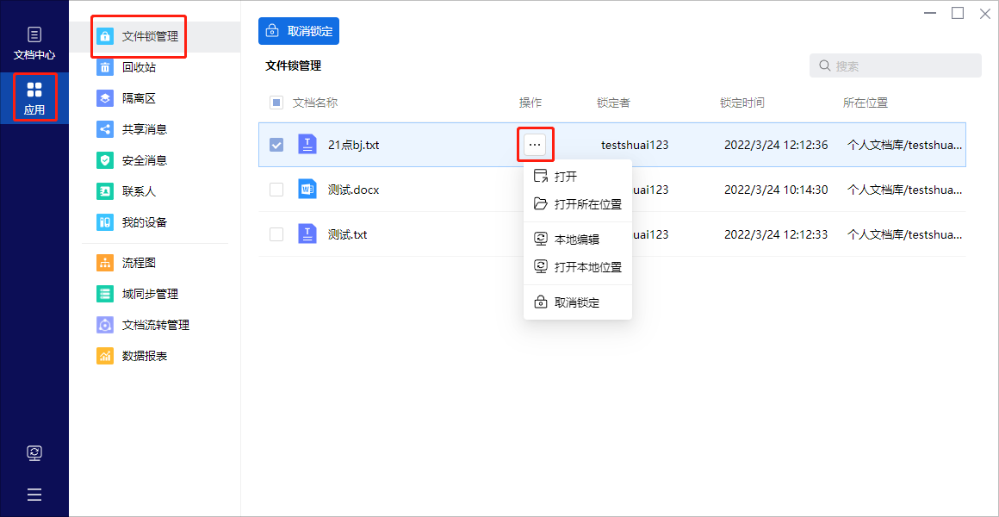 文档中心
应用
文件锁管理
回收站
隔离区
共享消息
安全消息
联系人
我的设备
流程图
域同步管理
文档流转管理
数据报表
取消锁定
文件锁管理
搜索
文档名称 操作 锁定者 锁定时间 所在位置
21点bj.txt ... testshuai123 2022/3/24 12:12:36 个人文档库/testshua...
测试.docx uai123 2022/3/24 10:14:30 个人文档库/testshua...
测试.txt uai123 2022/3/24 12:12:33 个人文档库/testshua...
打开
打开所在位置
本地编辑
打开本地位置
取消锁定